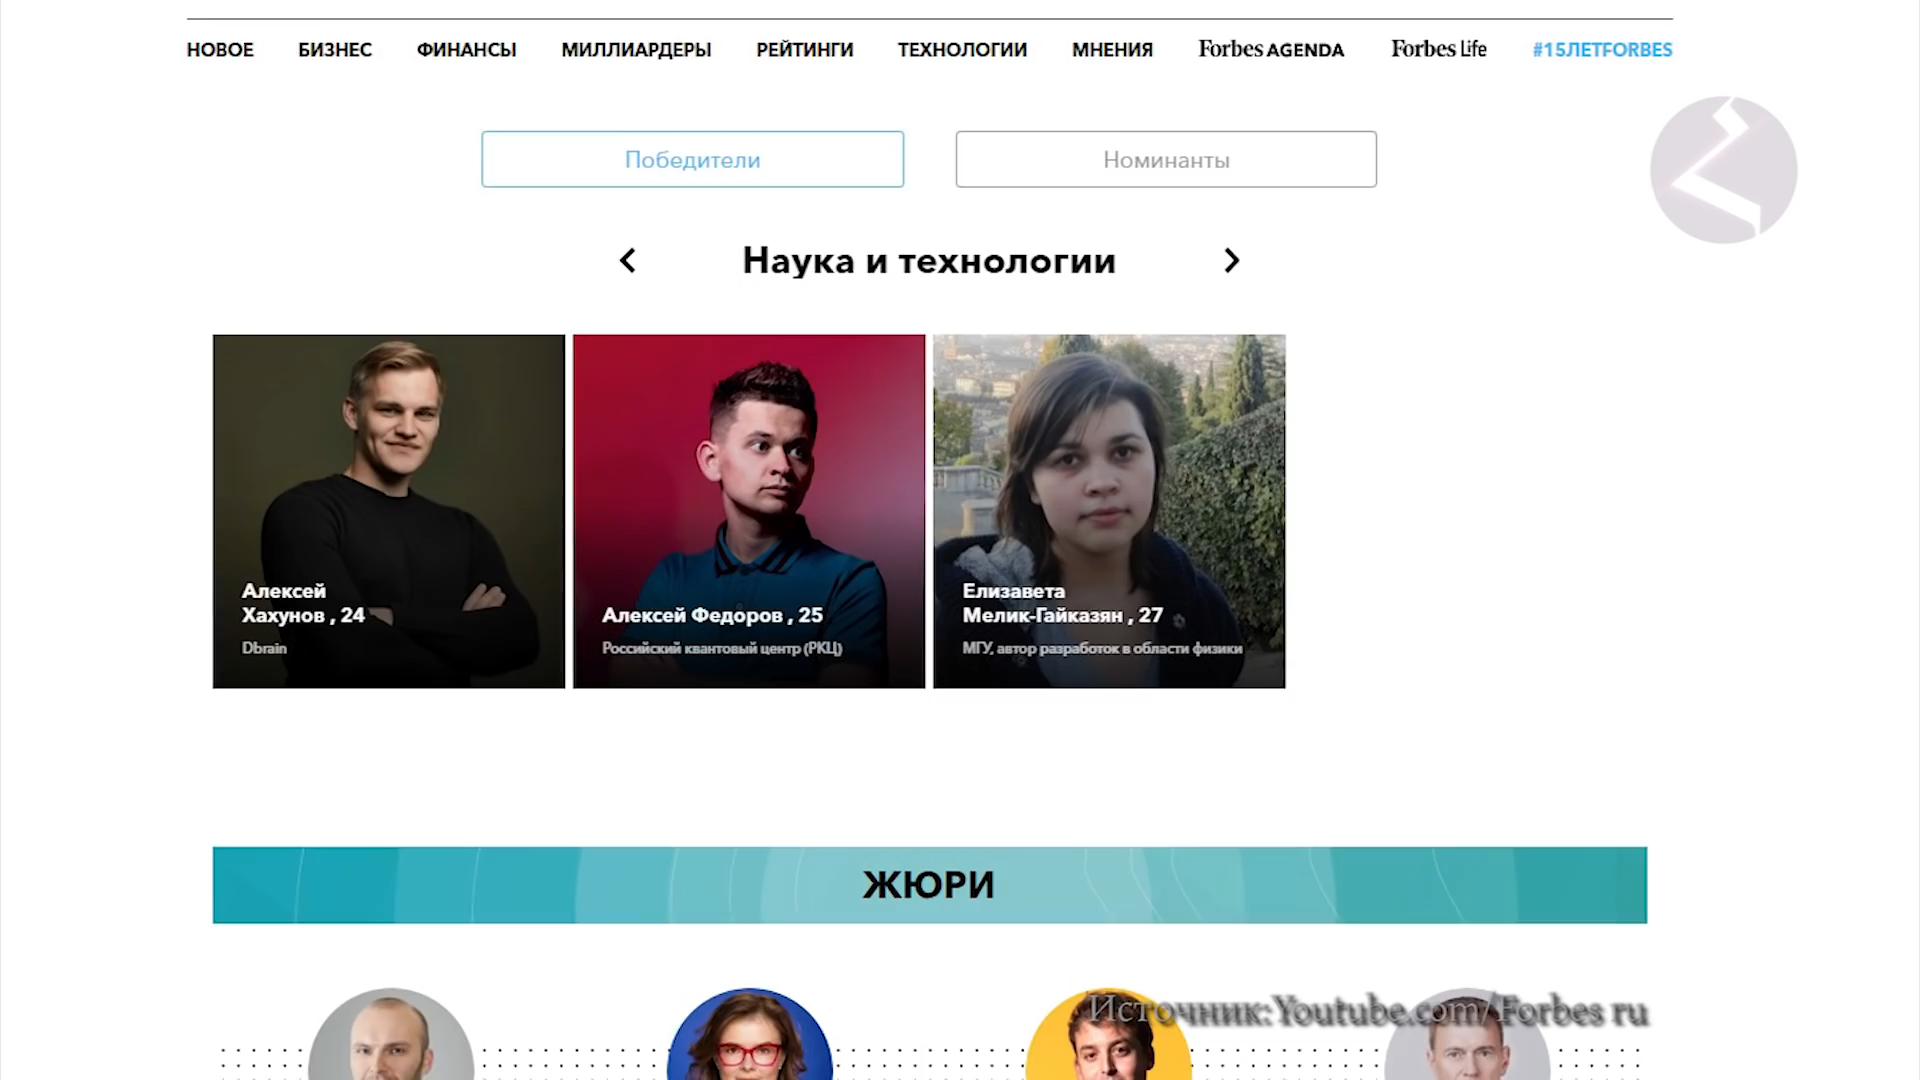 НОВОЕ БИЗНЕС ФИНАНСЫ МИЛЛИАРДЕРЫ РЕЙТИНГИ ТЕХНОЛОГИИ МНЕНИЯ Forbes AGENDA Forbes Life #15ЛЕТFORBES
Победители Номинанты
Наука и технологии
Алексей
Хахунов , 24
Dbrain
Алексей Федоров , 25
Российский квантовый центр (РКЦ)
Елизавета
Мелик-Гайказян , 27
МГУ, автор разработок в области физики
ЖЮРИ
Источник:Youtube.com/Forbes ru